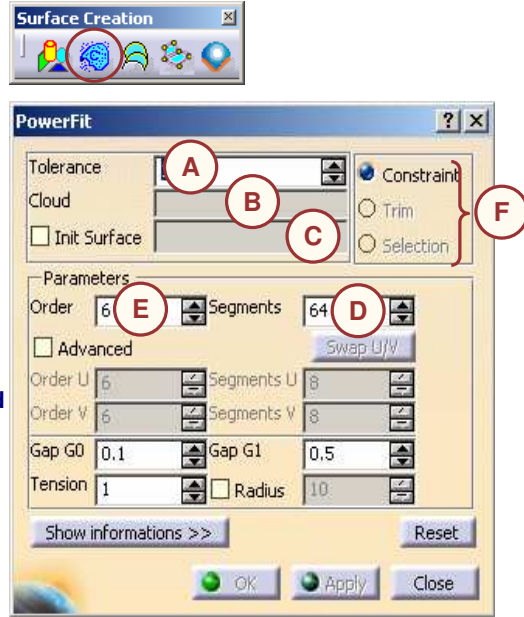 Surface Creation
PowerFit
Tolerance A Constraint
Cloud B Trim F
Init Surface C Selection
Parameters
Order 6 E Segments 64 D
Advanced Swap U/V
Order U 6 Segments U 8
Order V 6 Segments V 8
Gap G0 0.1 Gap G1 0.5
Tension 1 Radius 10
Show informations >> Reset
OK Apply Close